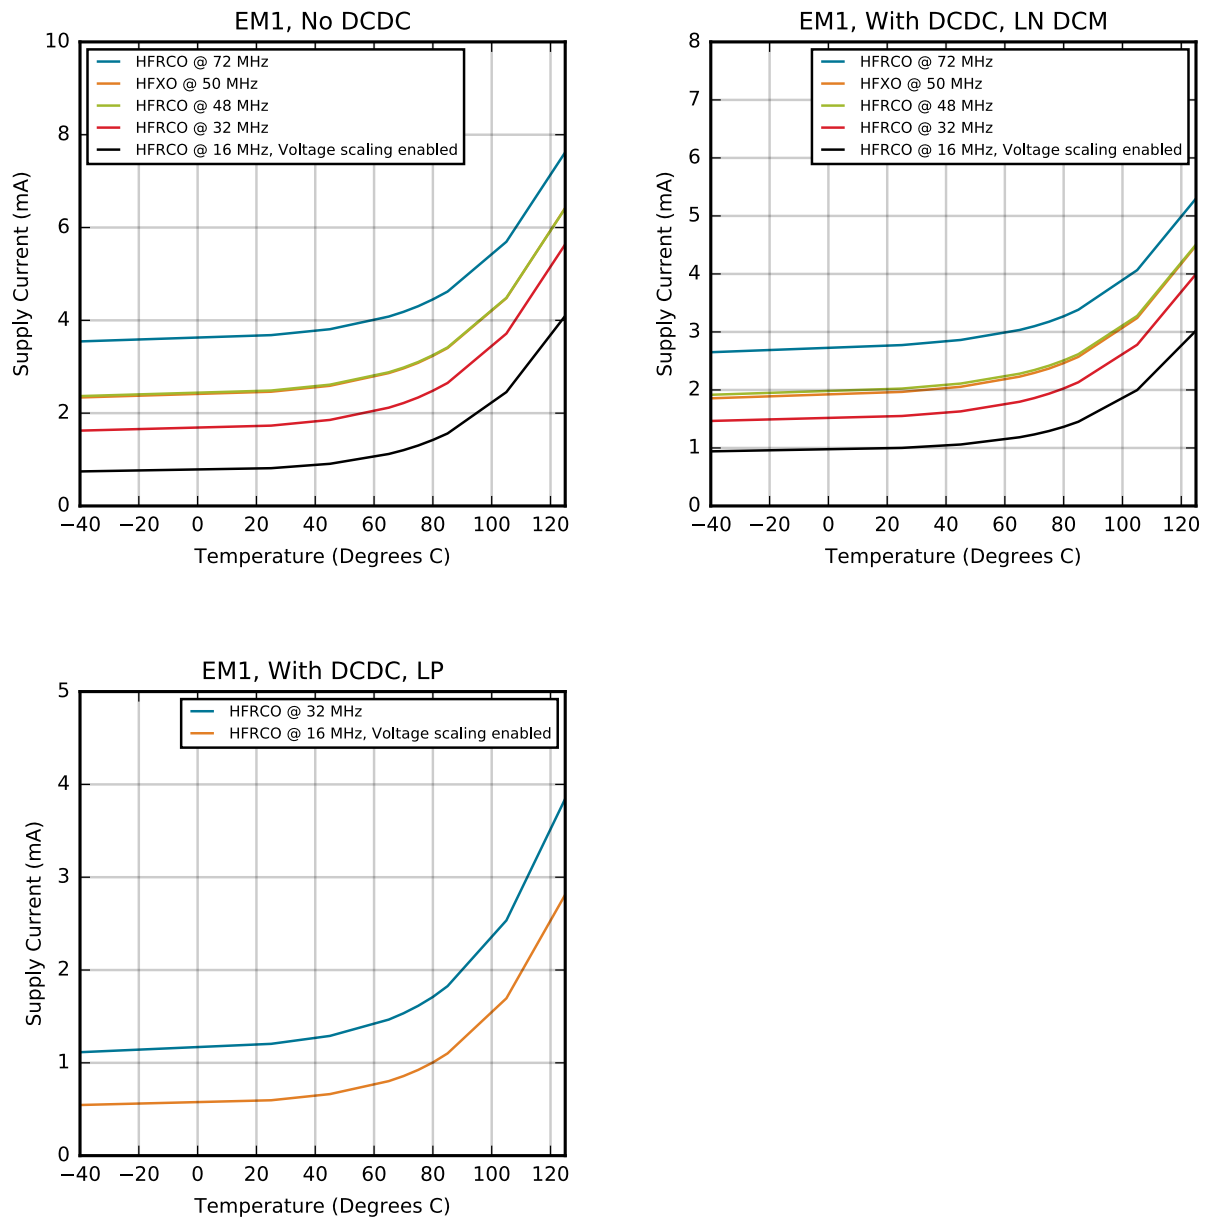 EM1, No DCDC
10
8
6
4
2
0
Supply Current (mA)
HFRCO @ 72 MHz
HFXO @ 50 MHz
HFRCO @ 48 MHz
HFRCO @ 32 MHz
HFRCO @ 16 MHz, Voltage scaling enabled
−40 −20 0 20 40 60 80 100 120
Temperature (Degrees C)
EM1, With DCDC, LN DCM
8
7
6
5
4
3
2
1
0
Supply Current (mA)
HFRCO @ 72 MHz
HFXO @ 50 MHz
HFRCO @ 48 MHz
HFRCO @ 32 MHz
HFRCO @ 16 MHz, Voltage scaling enabled
−40 −20 0 20 40 60 80 100 120
Temperature (Degrees C)
EM1, With DCDC, LP
5
4
3
2
1
0
Supply Current (mA)
HFRCO @ 32 MHz
HFRCO @ 16 MHz, Voltage scaling enabled
−40 −20 0 20 40 60 80 100 120
Temperature (Degrees C)